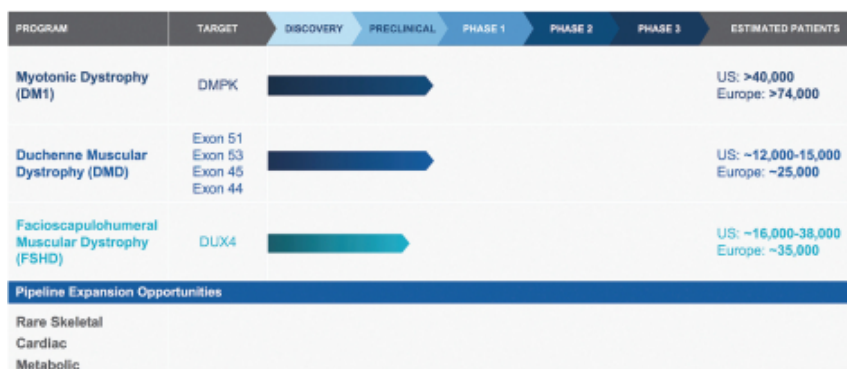 PROGRAM TARGET DISCOVERY PRECLINICAL PHASE 1 PHASE 2 PHASE 3 ESTIMATED PATIENTS
Myotonic Dystrophy
(DM1)
DMPK
US: >40,000
Europe: >74,000
Duchenne Muscular
Dystrophy (DMD)
Exon 51
Exon 53
Exon 45
Exon 44
US: ~12,000-15,000
Europe: ~25,000
Facioscapulohumeral
Muscular Dystrophy
(FSHD)
DUX4
US: ~16,000-38,000
Europe: ~35,000
Pipeline Expansion Opportunities
Rare Skeletal
Cardiac
Metabolic